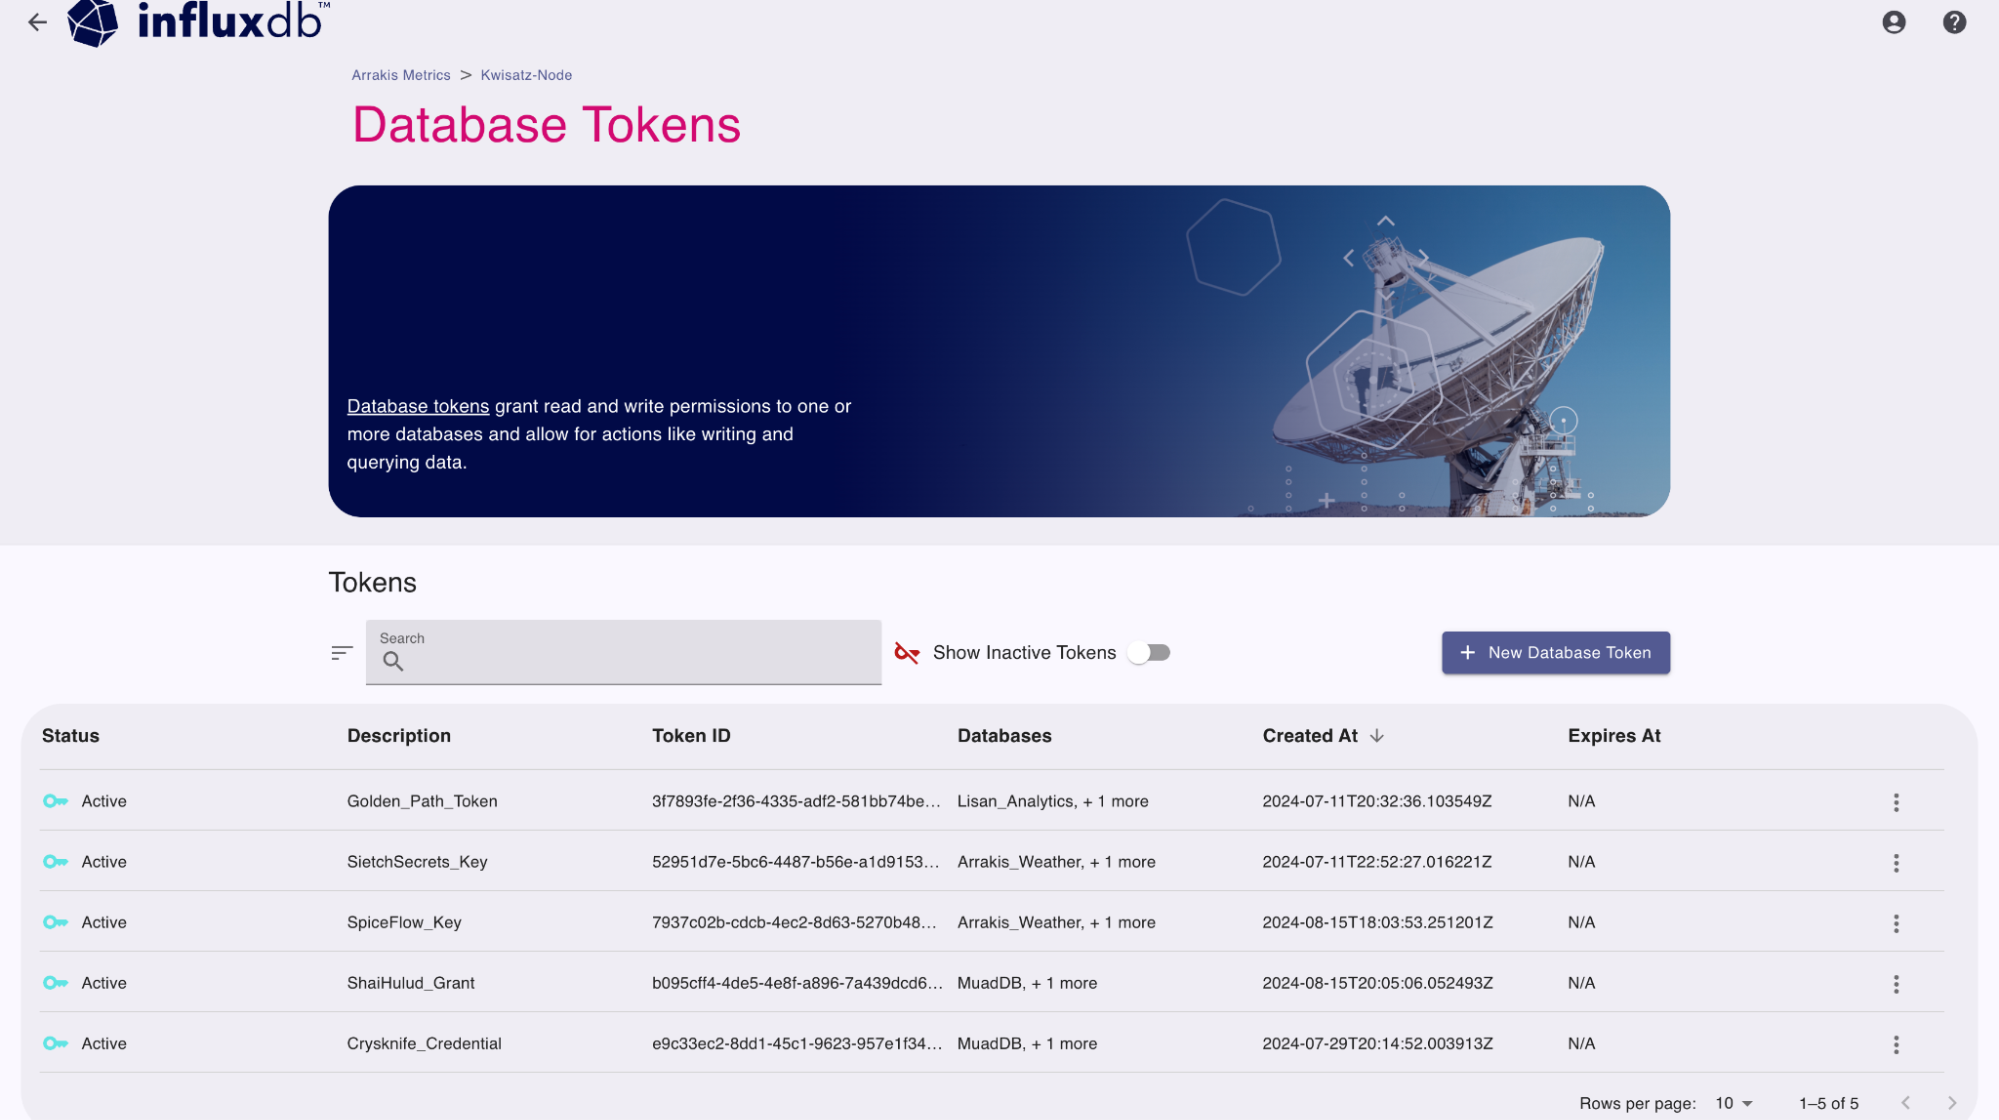 influxdb™
Arrakis Metrics > Kwisatz-Node
Database Tokens
Database tokens grant read and write permissions to one or
more databases and allow for actions like writing and
querying data.
Tokens
Search
Show Inactive Tokens
+ New Database Token
Status Description Token ID Databases Created At Expires At
Active Golden_Path_Token 3f7893fe-2f36-4335-adf2-581bb74be... Lisan_Analytics, + 1 more 2024-07-11T20:32:36.103549Z N/A
Active SietchSecrets_Key 52951d7e-5bc6-4487-b56e-a1d9153... Arrakis_Weather, + 1 more 2024-07-11T22:52:27.016221Z N/A
Active SpiceFlow_Key 7937c02b-cdcb-4ec2-8d63-5270b48... Arrakis_Weather, + 1 more 2024-08-15T18:03:53.251201Z N/A
Active ShaiHulud_Grant b095cff4-4de5-4e8f-a896-7a439dcd6... MuadDB, + 1 more 2024-08-15T20:05:06.052493Z N/A
Active Crysknife_Credential e9c33ec2-8dd1-45c1-9623-957e1f34... MuadDB, + 1 more 2024-07-29T20:14:52.003913Z N/A
Rows per page: 10 1–5 of 5